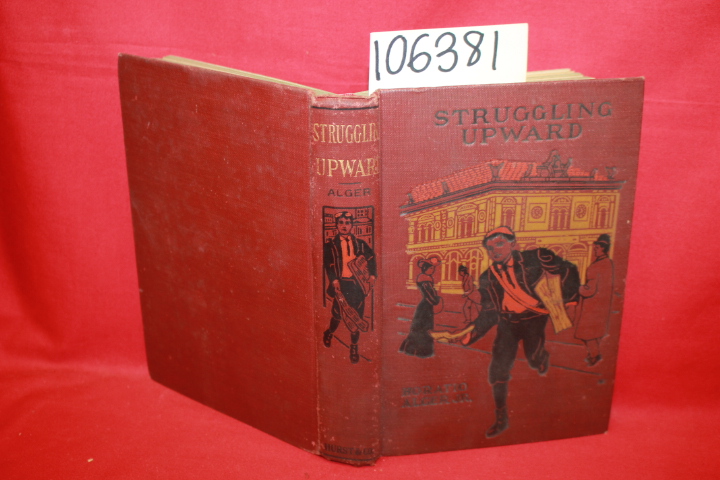 106381
STRUGGLING
UPWARD
STRUGGLIN
UPWAR
ALGER